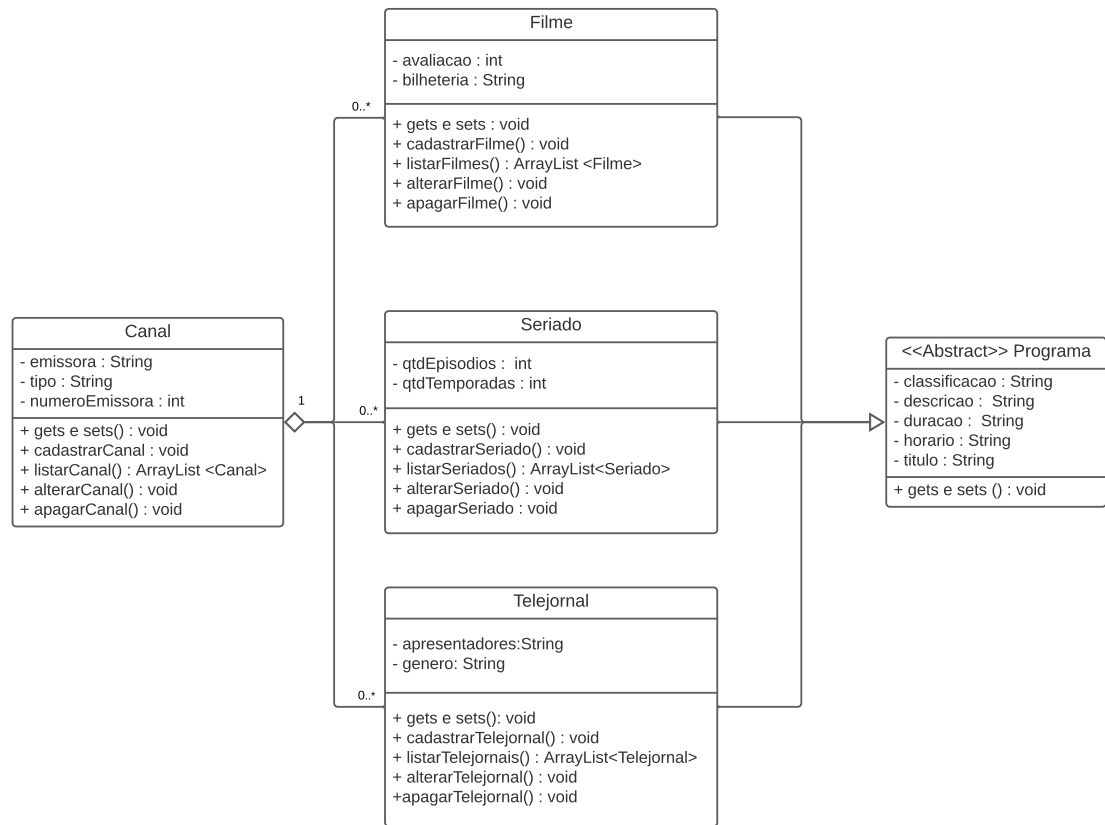 Filme
- avaliacao : int
- bilheteria : String
0..*
+ gets e sets : void
+ cadastrarFilme() : void
+ listarFilmes() : ArrayList <Filme>
+ alterarFilme() : void
+ apagarFilme() : void
Canal
- emissora : String
- tipo : String
- numeroEmissora : int
1
+ gets e sets() : void
+ cadastrarCanal : void
+ listarCanal() : ArrayList <Canal>
+ alterarCanal() : void
+ apagarCanal() : void
Seriado
- qtdEpisodios :  int
- qtdTemporadas : int
0..*
+ gets e sets() : void
+ cadastrarSeriado() : void
+ listarSeriados() : ArrayList<Seriado>
+ alterarSeriado() : void
+ apagarSeriado : void
<<Abstract>> Programa
- classificacao : String
- descricao :  String
- duracao :  String
- horario : String
- titulo : String
+ gets e sets () : void
Telejornal
- apresentadores:String
- genero: String
0..*
+ gets e sets(): void
+ cadastrarTelejornal() : void
+ listarTelejornais() : ArrayList<Telejornal>
+ alterarTelejornal() : void
+apagarTelejornal() : void